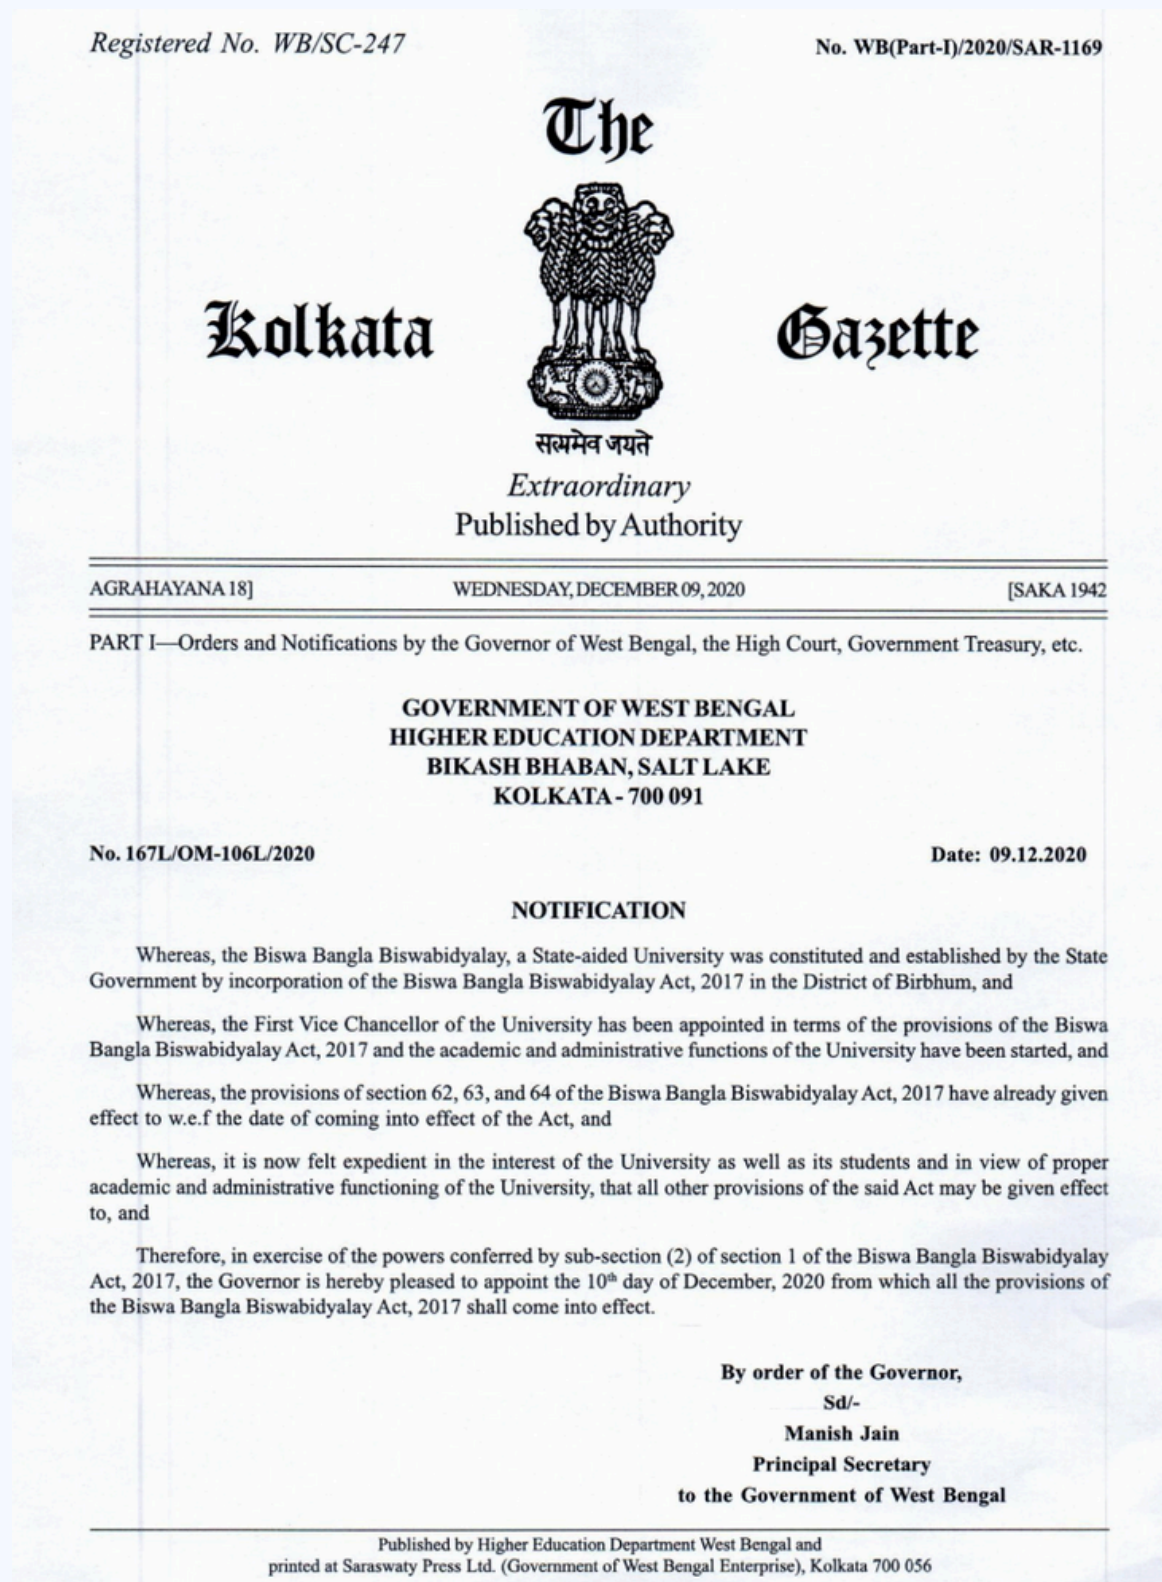 Registered No. WB/SC-247
No. WB(Part-I)/2020/SAR-1169
The
Kolkata Gazette
सत्यमेव जयते
Extraordinary
Published by Authority
AGRAHAYANA 18] WEDNESDAY, DECEMBER 09, 2020 [SAKA 1942
PART I—Orders and Notifications by the Governor of West Bengal, the High Court, Government Treasury, etc.
GOVERNMENT OF WEST BENGAL
HIGHER EDUCATION DEPARTMENT
BIKASH BHABAN, SALT LAKE
KOLKATA - 700 091
No. 167L/OM-106L/2020 Date: 09.12.2020
NOTIFICATION
Whereas, the Biswa Bangla Biswabidyalay, a State-aided University was constituted and established by the State
Government by incorporation of the Biswa Bangla Biswabidyalay Act, 2017 in the District of Birbhum, and
Whereas, the First Vice Chancellor of the University has been appointed in terms of the provisions of the Biswa
Bangla Biswabidyalay Act, 2017 and the academic and administrative functions of the University have been started, and
Whereas, the provisions of section 62, 63, and 64 of the Biswa Bangla Biswabidyalay Act, 2017 have already given
effect to w.e.f the date of coming into effect of the Act, and
Whereas, it is now felt expedient in the interest of the University as well as its students and in view of proper
academic and administrative functioning of the University, that all other provisions of the said Act may be given effect
to, and
Therefore, in exercise of the powers conferred by sub-section (2) of section 1 of the Biswa Bangla Biswabidyalay
Act, 2017, the Governor is hereby pleased to appoint the 10th day of December, 2020 from which all the provisions of
the Biswa Bangla Biswabidyalay Act, 2017 shall come into effect.
By order of the Governor,
Sd/-
Manish Jain
Principal Secretary
to the Government of West Bengal
Published by Higher Education Department West Bengal and
printed at Saraswaty Press Ltd. (Government of West Bengal Enterprise), Kolkata 700 056